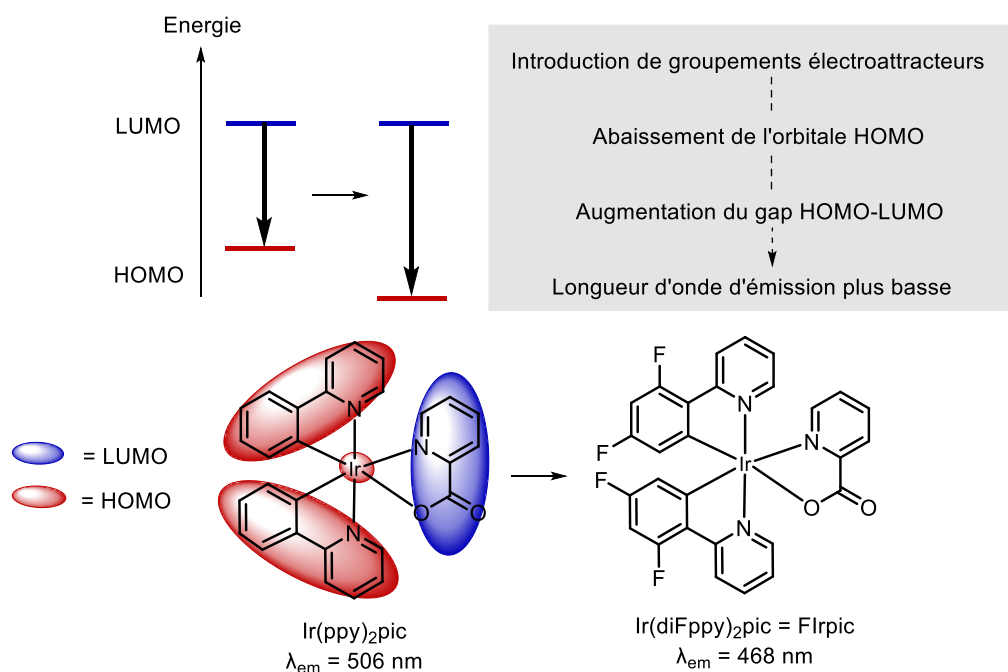 Energie
LUMO
HOMO
Introduction de groupements électroattracteurs
Abaissement de l'orbitale HOMO
Augmentation du gap HOMO-LUMO
Longueur d'onde d'émission plus basse
= LUMO
= HOMO
N
Ir
N
N
O
O
F
F
F
F
N
Ir
N
N
O
O
Ir(ppy)₂pic
λem = 506 nm
Ir(diFppy)₂pic = FIrpic
λem = 468 nm